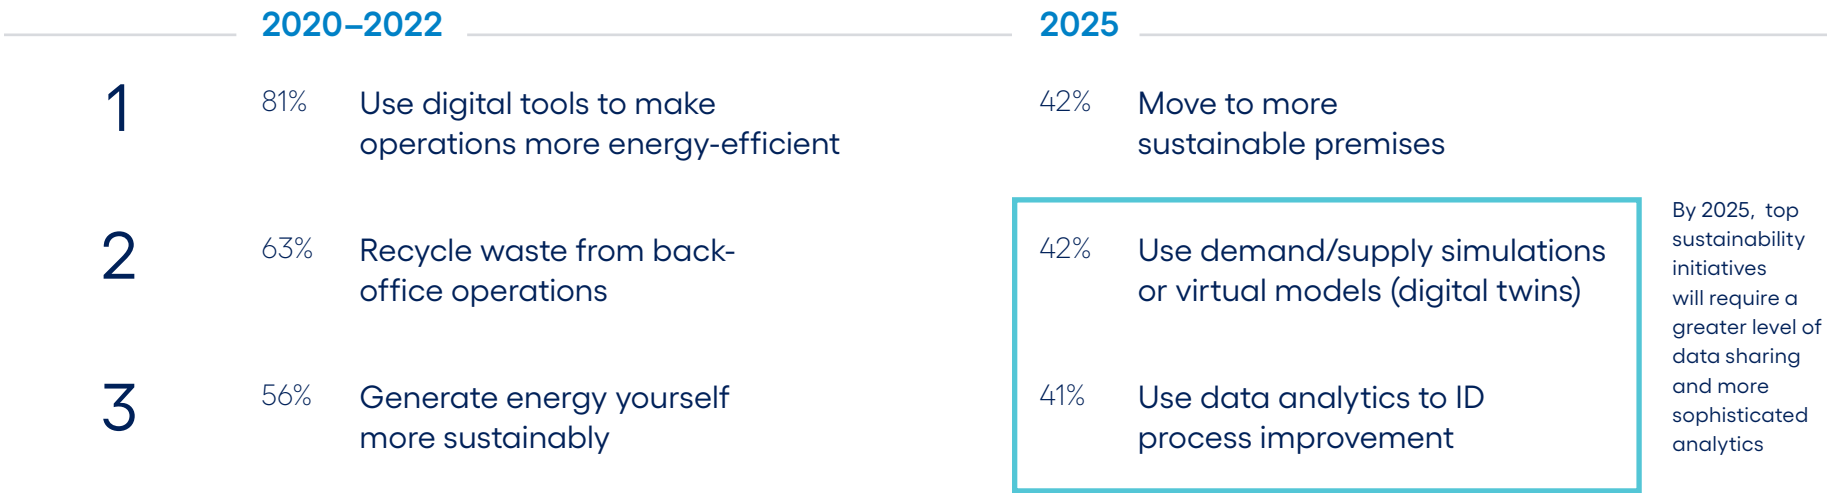 2020–2022
2025
1
81%
Use digital tools to make
operations more energy-efficient
42%
Move to more
sustainable premises
2
63%
Recycle waste from back-
office operations
42%
Use demand/supply simulations
or virtual models (digital twins)
3
56%
Generate energy yourself
more sustainably
41%
Use data analytics to ID
process improvement
By 2025, top
sustainability
initiatives
will require a
greater level of
data sharing
and more
sophisticated
analytics